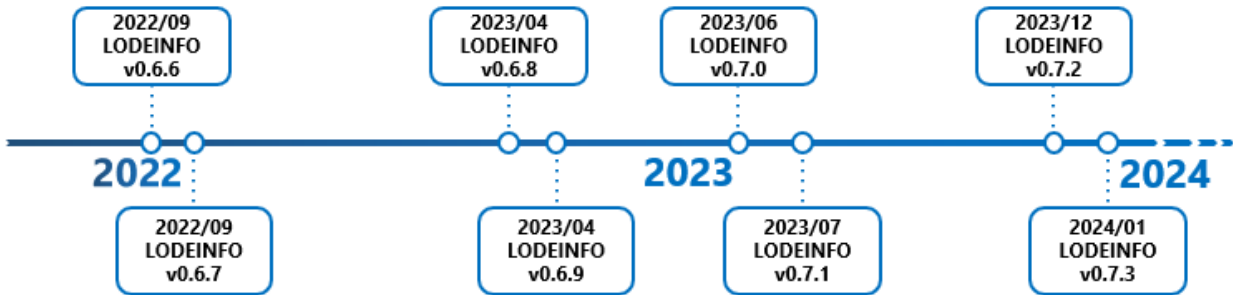 2022/09
LODEINFO
v0.6.6
2023/04
LODEINFO
v0.6.8
2023/06
LODEINFO
v0.7.0
2023/12
LODEINFO
v0.7.2
2022
2023
2024
2022/09
LODEINFO
v0.6.7
2023/04
LODEINFO
v0.6.9
2023/07
LODEINFO
v0.7.1
2024/01
LODEINFO
v0.7.3